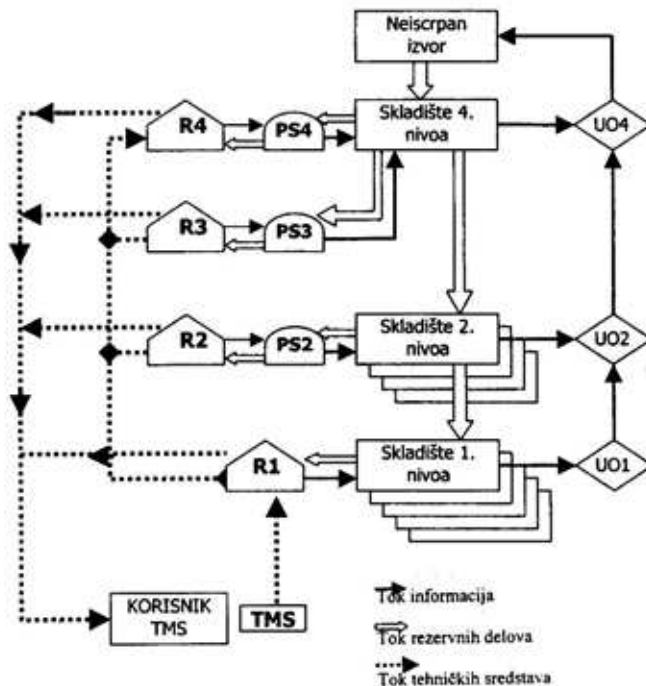 Neiscrpan
izvor
R4
PS4
Skladište 4.
nivoa
UO4
R3
PS3
R2
PS2
Skladište 2.
nivoa
UO2
R1
Skladište 1.
nivoa
UO1
KORISNIK
TMS
TMS
Tok informacija
Tok rezervnih delova
Tok tehničkih sredstava